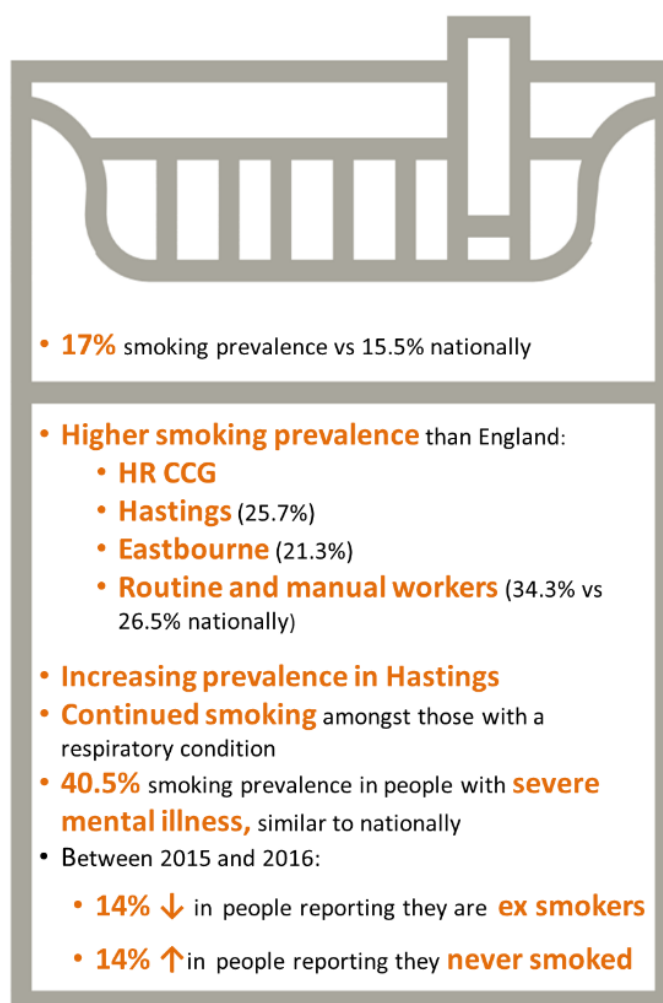 • 17% smoking prevalence vs 15.5% nationally
• Higher smoking prevalence than England:
• HR CCG
• Hastings (25.7%)
• Eastbourne (21.3%)
• Routine and manual workers (34.3% vs
26.5% nationally)
• Increasing prevalence in Hastings
• Continued smoking amongst those with a
respiratory condition
• 40.5% smoking prevalence in people with severe
mental illness, similar to nationally
• Between 2015 and 2016:
• 14% ↓ in people reporting they are ex smokers
• 14% ↑in people reporting they never smoked